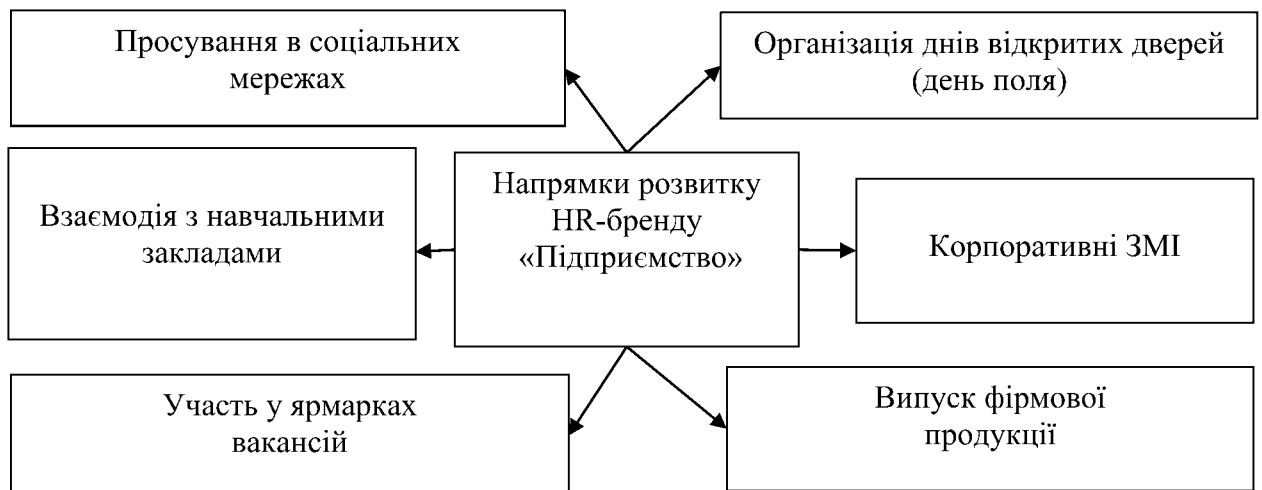 Просування в соціальних
мережах
Організація днів відкритих дверей
(день поля)
Взаємодія з навчальними
закладами
Напрямки розвитку
HR-бренду
«Підприємство»
Корпоративні ЗМІ
Участь у ярмарках
вакансій
Випуск фірмової
продукції